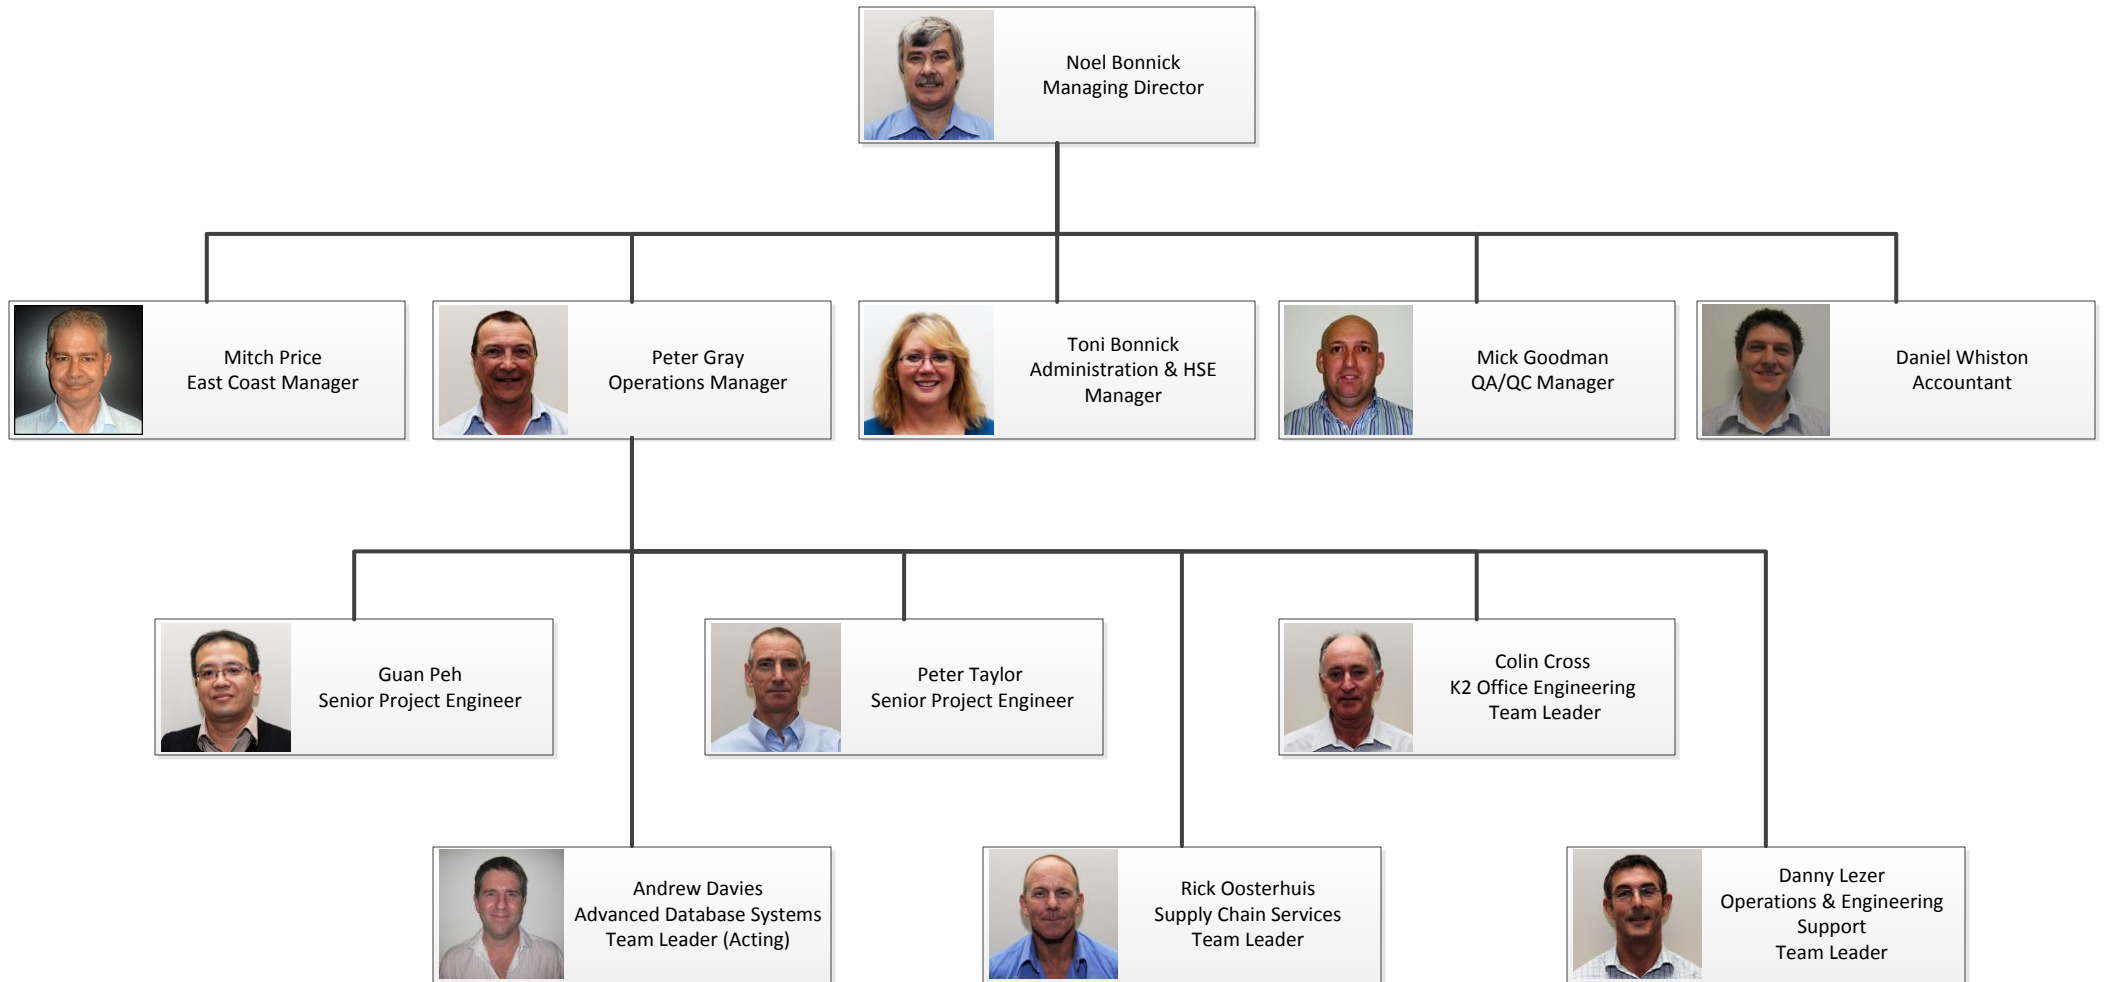 Noel Bonnick
Managing Director
Mitch Price
East Coast Manager
Peter Gray
Operations Manager
Toni Bonnick
Administration & HSE
Manager
Mick Goodman
QA/QC Manager
Daniel Whiston
Accountant
Guan Peh
Senior Project Engineer
Peter Taylor
Senior Project Engineer
Colin Cross
K2 Office Engineering
Team Leader
Andrew Davies
Advanced Database Systems
Team Leader (Acting)
Rick Oosterhuis
Supply Chain Services
Team Leader
Danny Lezer
Operations & Engineering
Support
Team Leader